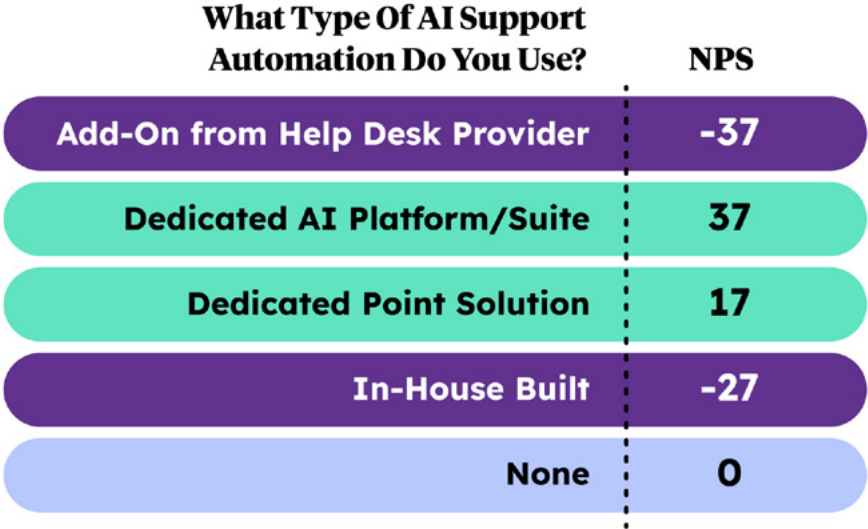 What Type Of AI Support
Automation Do You Use? NPS
Add-On from Help Desk Provider -37
Dedicated AI Platform/Suite 37
Dedicated Point Solution 17
In-House Built -27
None 0